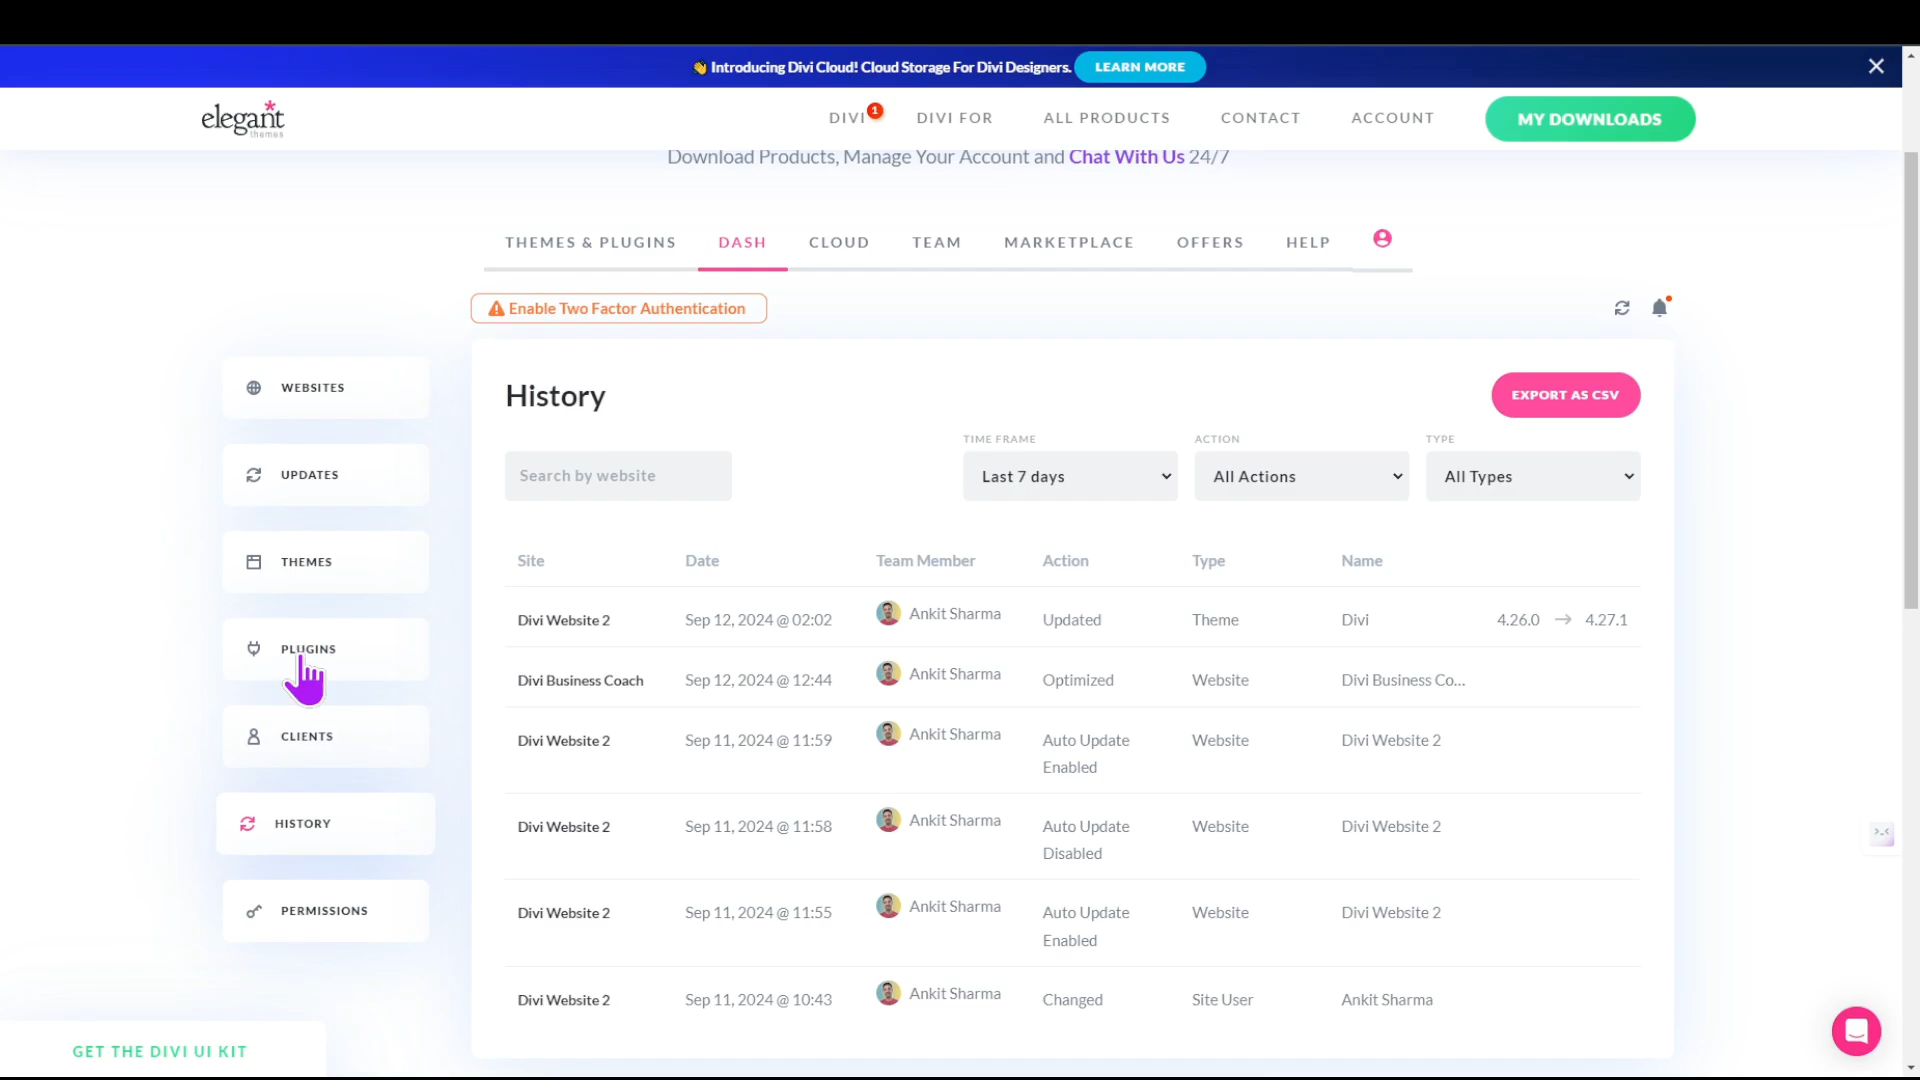 👋 Introducing Divi Cloud! Cloud Storage For Divi Designers. LEARN MORE
elegant themes
DIVI 1 DIVI FOR ALL PRODUCTS CONTACT ACCOUNT MY DOWNLOADS
Download Products, Manage Your Account and Chat With Us 24/7
THEMES & PLUGINS DASH CLOUD TEAM MARKETPLACE OFFERS HELP
Enable Two Factor Authentication
WEBSITES
UPDATES
THEMES
PLUGINS
CLIENTS
HISTORY
PERMISSIONS
History
EXPORT AS CSV
TIME FRAME ACTION TYPE
Search by website Last 7 days All Actions All Types
Site Date Team Member Action Type Name
Divi Website 2 Sep 12, 2024 @ 02:02 Ankit Sharma Updated Theme Divi 4.26.0 → 4.27.1
Divi Business Coach Sep 12, 2024 @ 12:44 Ankit Sharma Optimized Website Divi Business Co...
Divi Website 2 Sep 11, 2024 @ 11:59 Ankit Sharma Auto Update Website Divi Website 2
Enabled
Divi Website 2 Sep 11, 2024 @ 11:58 Ankit Sharma Auto Update Website Divi Website 2
Disabled
Divi Website 2 Sep 11, 2024 @ 11:55 Ankit Sharma Auto Update Website Divi Website 2
Enabled
Divi Website 2 Sep 11, 2024 @ 10:43 Ankit Sharma Changed Site User Ankit Sharma
GET THE DIVI UI KIT